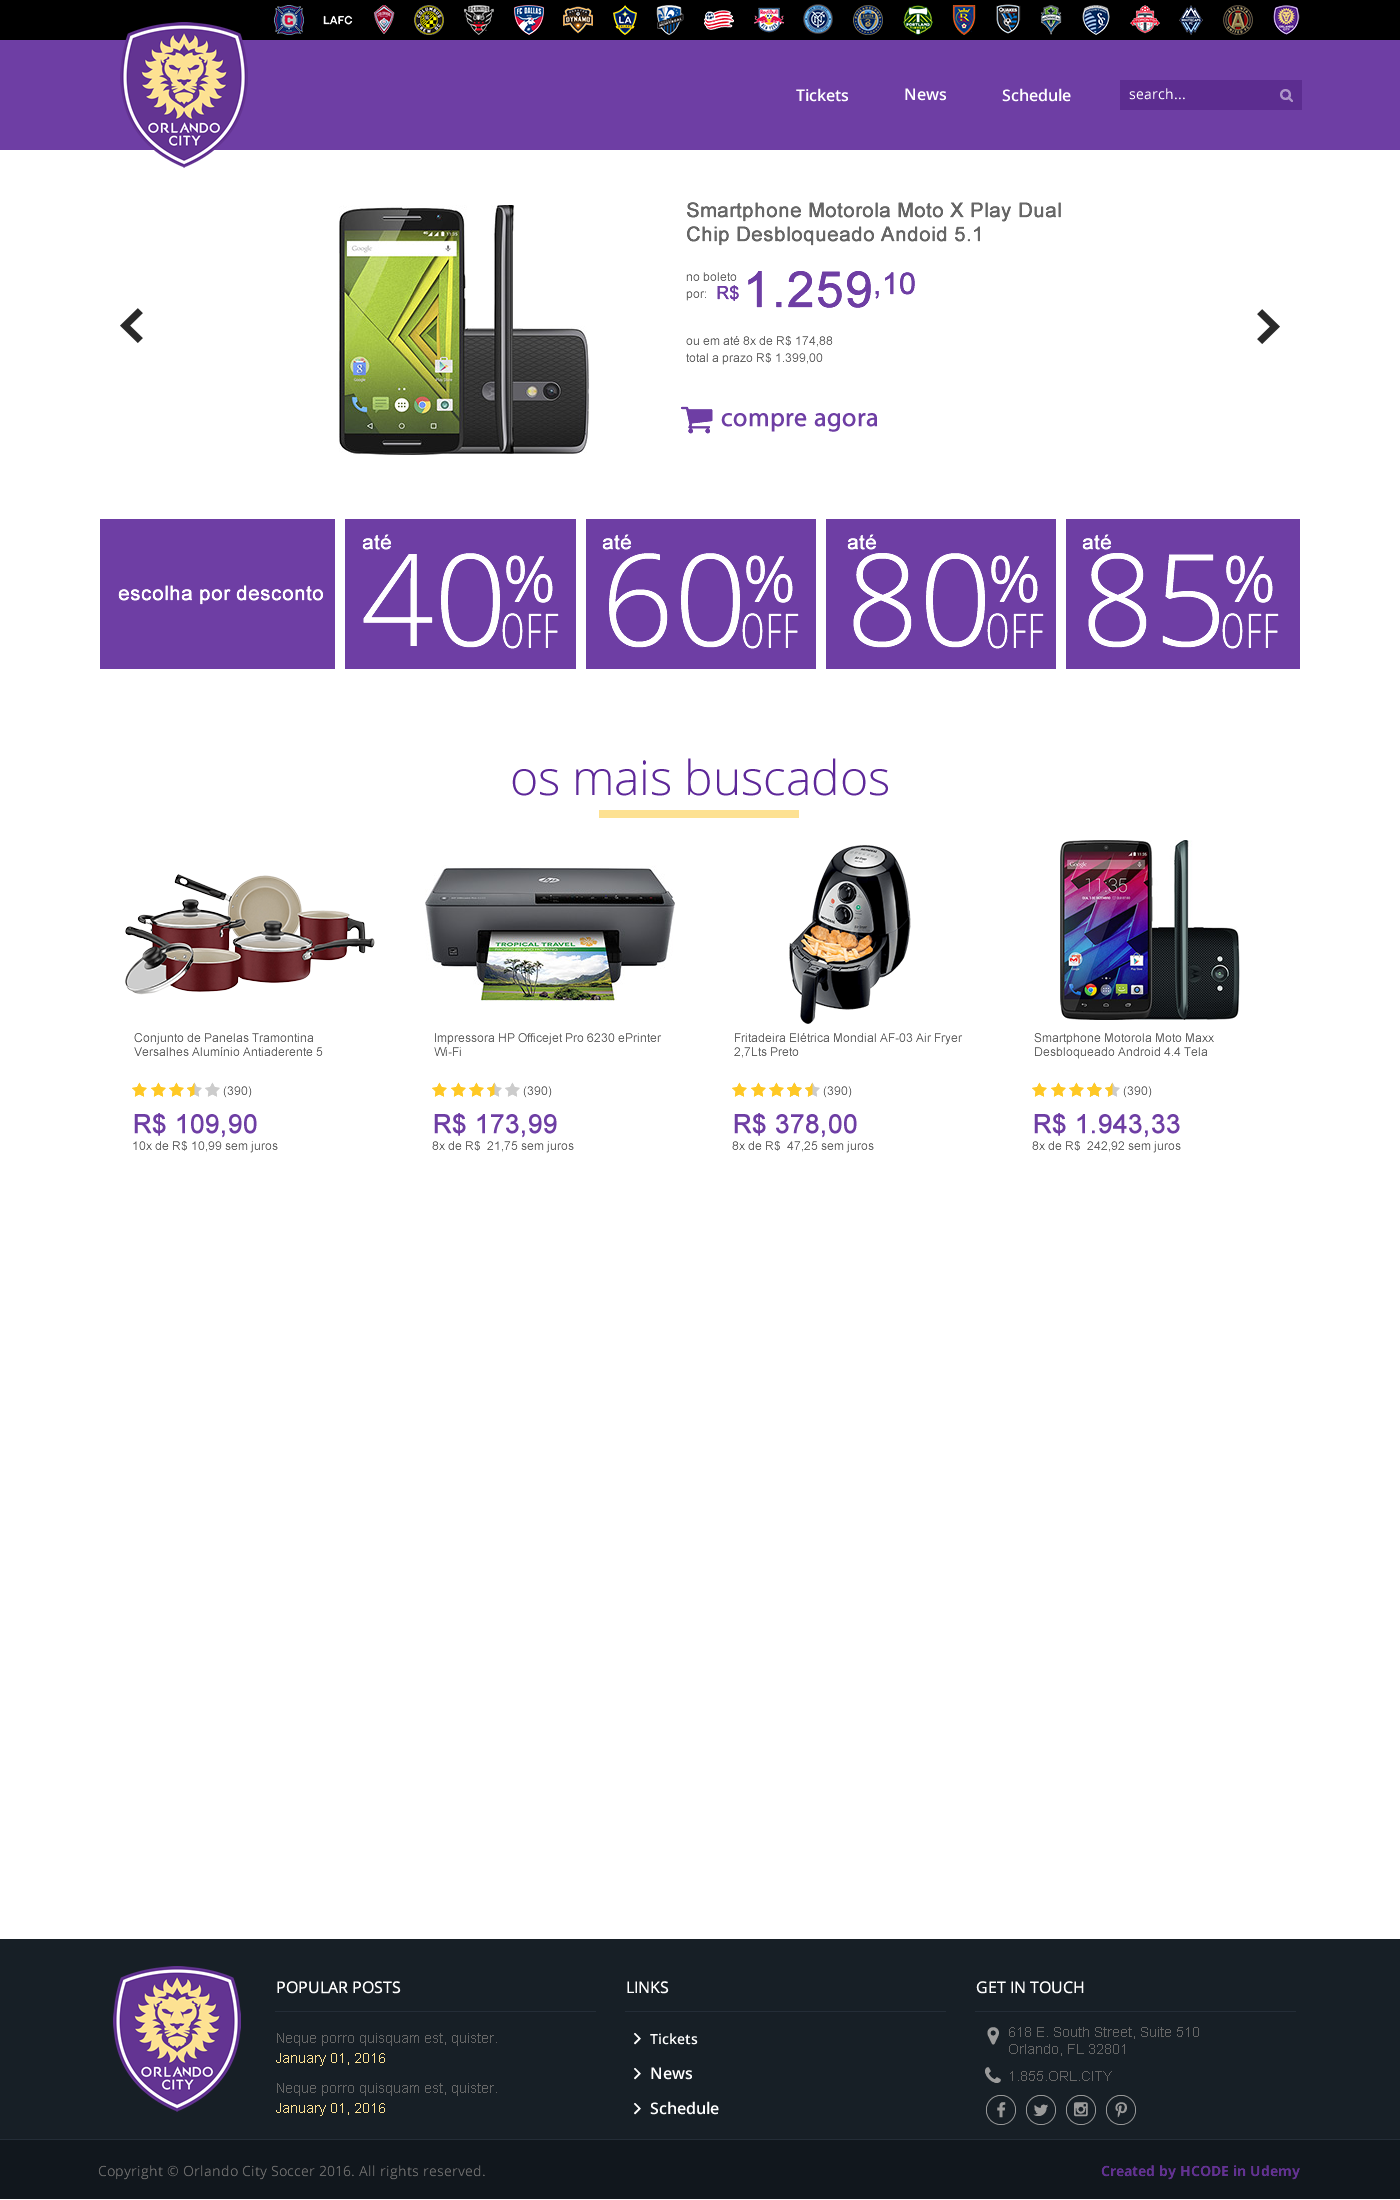 LAFC
FC DALLAS
DYNAMO
LA
ORLANDO
CITY
Tickets
News
Schedule
search...
Smartphone Motorola Moto X Play Dual
Chip Desbloqueado Andoid 5.1
no boleto
por: R$ 1.259,10
ou em até 8x de R$ 174,88
total a prazo R$ 1.399,00
compre agora
Google
escolha por desconto
até
40% OFF
até
60% OFF
até
80% OFF
até
85% OFF
os mais buscados
TROPICAL TRAVEL
11:35
Conjunto de Panelas Tramontina
Versalhes Alumínio Antiaderente 5
(390)
R$ 109,90
10x de R$ 10,99 sem juros
Impressora HP Officejet Pro 6230 ePrinter
Wi-Fi
(390)
R$ 173,99
8x de R$ 21,75 sem juros
Fritadeira Elétrica Mondial AF-03 Air Fryer
2,7Lts Preto
(390)
R$ 378,00
8x de R$ 47,25 sem juros
Smartphone Motorola Moto Maxx
Desbloqueado Android 4.4 Tela
(390)
R$ 1.943,33
8x de R$ 242,92 sem juros
ORLANDO
CITY
POPULAR POSTS
Neque porro quisquam est, quister.
January 01, 2016
Neque porro quisquam est, quister.
January 01, 2016
LINKS
Tickets
News
Schedule
GET IN TOUCH
618 E. South Street, Suite 510
Orlando, FL 32801
1.855.ORL.CITY
Copyright © Orlando City Soccer 2016. All rights reserved.
Created by HCODE in Udemy